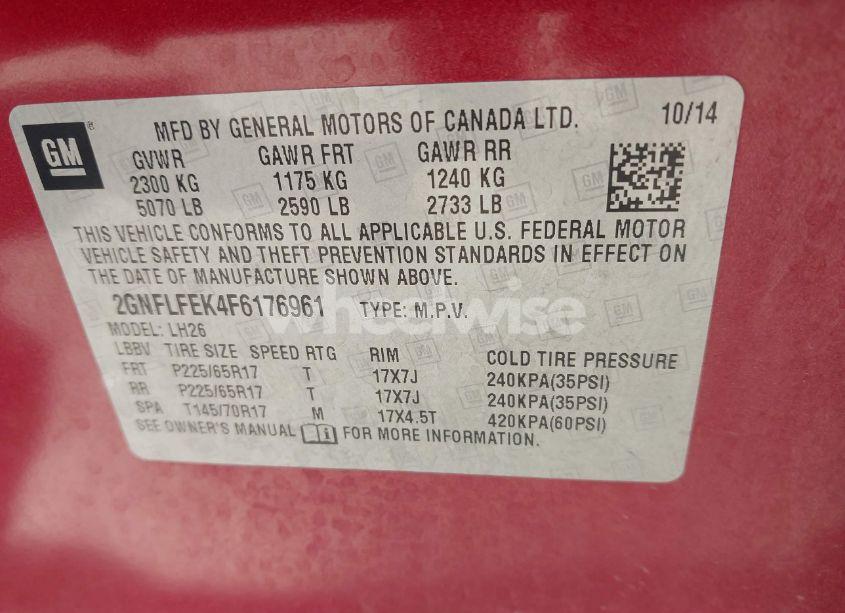 GM
MFD BY GENERAL MOTORS OF CANADA LTD. 10/14
GVWR GAWR FRT GAWR RR
2300 KG 1175 KG 1240 KG
5070 LB 2590 LB 2733 LB
THIS VEHICLE CONFORMS TO ALL APPLICABLE U.S. FEDERAL MOTOR
VEHICLE SAFETY AND THEFT PREVENTION STANDARDS IN EFFECT ON
THE DATE OF MANUFACTURE SHOWN ABOVE.
2GNFLFEK4F6176961 TYPE: M.P.V.
wheelwise
MODEL: LH26
LBBV TIRE SIZE SPEED RTG RIM COLD TIRE PRESSURE
FRT P225/65R17 T 17X7J 240KPA(35PSI)
RR P225/65R17 T 17X7J 240KPA(35PSI)
SPA T145/70R17 M 17X4.5T 420KPA(60PSI)
SEE OWNER'S MANUAL FOR MORE INFORMATION.